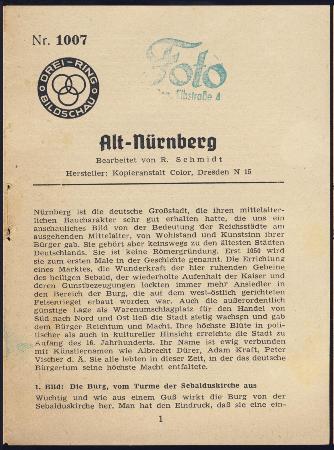 Nr. 1007
DREI-RING
BILDSCHAU
Foto
Elbstraße 4
Alt-Nürnberg
Bearbeitet von R. Schmidt
Hersteller: Kopieranstalt Color, Dresden N 15
Nürnberg ist die deutsche Großstadt, die ihren mittelalter-
lichen Baucharakter sehr gut erhalten hatte, die uns ein
anschauliches Bild von der Bedeutung der Reichsstädte am
ausgehenden Mittelalter, von Wohlstand und Kunstsinn ihrer
Bürger gab. Sie gehört aber keinswegs zu den ältesten Städten
Deutschlands. Sie ist keine Römergründung. Erst 1050 wird
sie zum ersten Male in der Geschichte genannt. Die Errichtung
eines Marktes, die Wunderkraft der hier ruhenden Gebeine
des heiligen Sebald, der wiederholte Aufenthalt der Kaiser und
deren Gunstbezeugungen lockten immer mehr Ansiedler in
den Bereich der Burg, die auf dem west-östlich gerichteten
Felsenriegel erbaut worden war. Auch die außerordentlich
günstige Lage als Warenumschlagplatz für den Handel von
Süd nach Nord und Ost ließ die Stadt stetig wachsen und gab
dem Bürger Reichtum und Macht. Ihre höchste Blüte in poli-
tischer als auch in kultureller Hinsicht erreichte die Stadt zu
Anfang des 16. Jahrhunderts. Ihr Name ist ewig verbunden
mit Künstlernamen wie Albrecht Dürer, Adam Kraft, Peter
Vischer d. Ä. Sie alle lebten in dieser Zeit, in der das deutsche
Bürgertum seine höchste Macht entfaltete.
1. Bild: Die Burg, vom Turme der Sebalduskirche aus
Wuchtig und wie aus einem Guß wirkt die Burg von der
Sebalduskirche her. Man hat den Eindruck, daß sie eine ein-
1